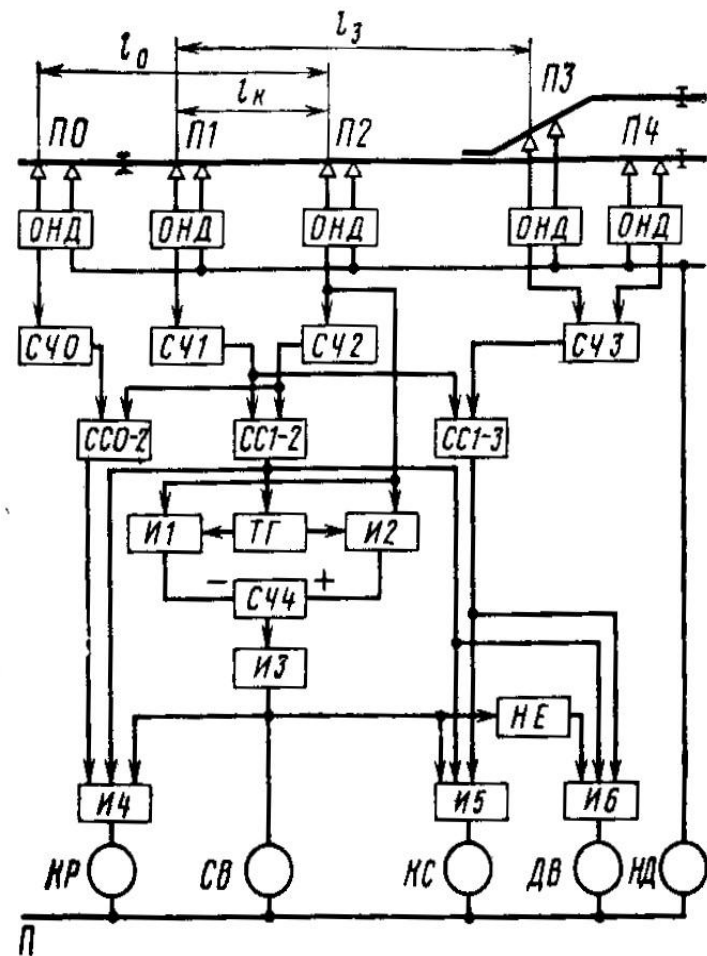 l₃
l₀
lк
П0
П1
П2
П3
П4
ОНД
ОНД
ОНД
ОНД
ОНД
СЧ0
СЧ1
СЧ2
СЧ3
СС0-2
СС1-2
СС1-3
И1
ТГ
И2
−
СЧ4
+
И3
НЕ
И4
И5
И6
КР
СВ
КС
ДВ
НД
П